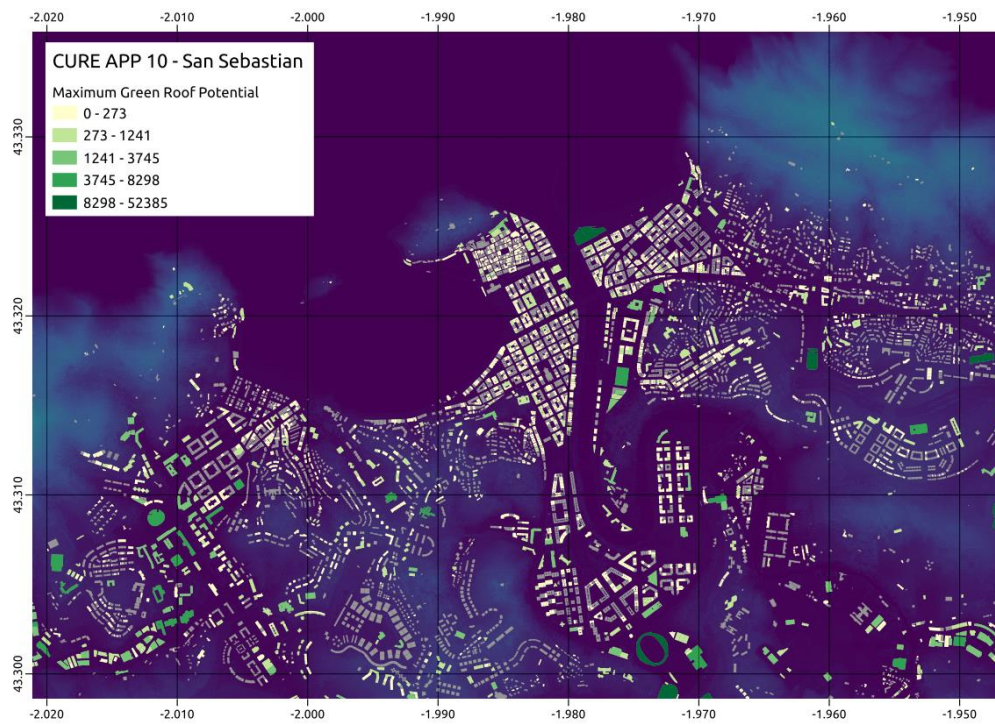 -2.020 -2.010 -2.000 -1.990 -1.980 -1.970 -1.960 -1.950
CURE APP 10 - San Sebastian
Maximum Green Roof Potential
0 - 273
273 - 1241
1241 - 3745
3745 - 8298
8298 - 52385
43.330
43.320
43.310
43.300
-2.020 -2.010 -2.000 -1.990 -1.980 -1.970 -1.960 -1.950